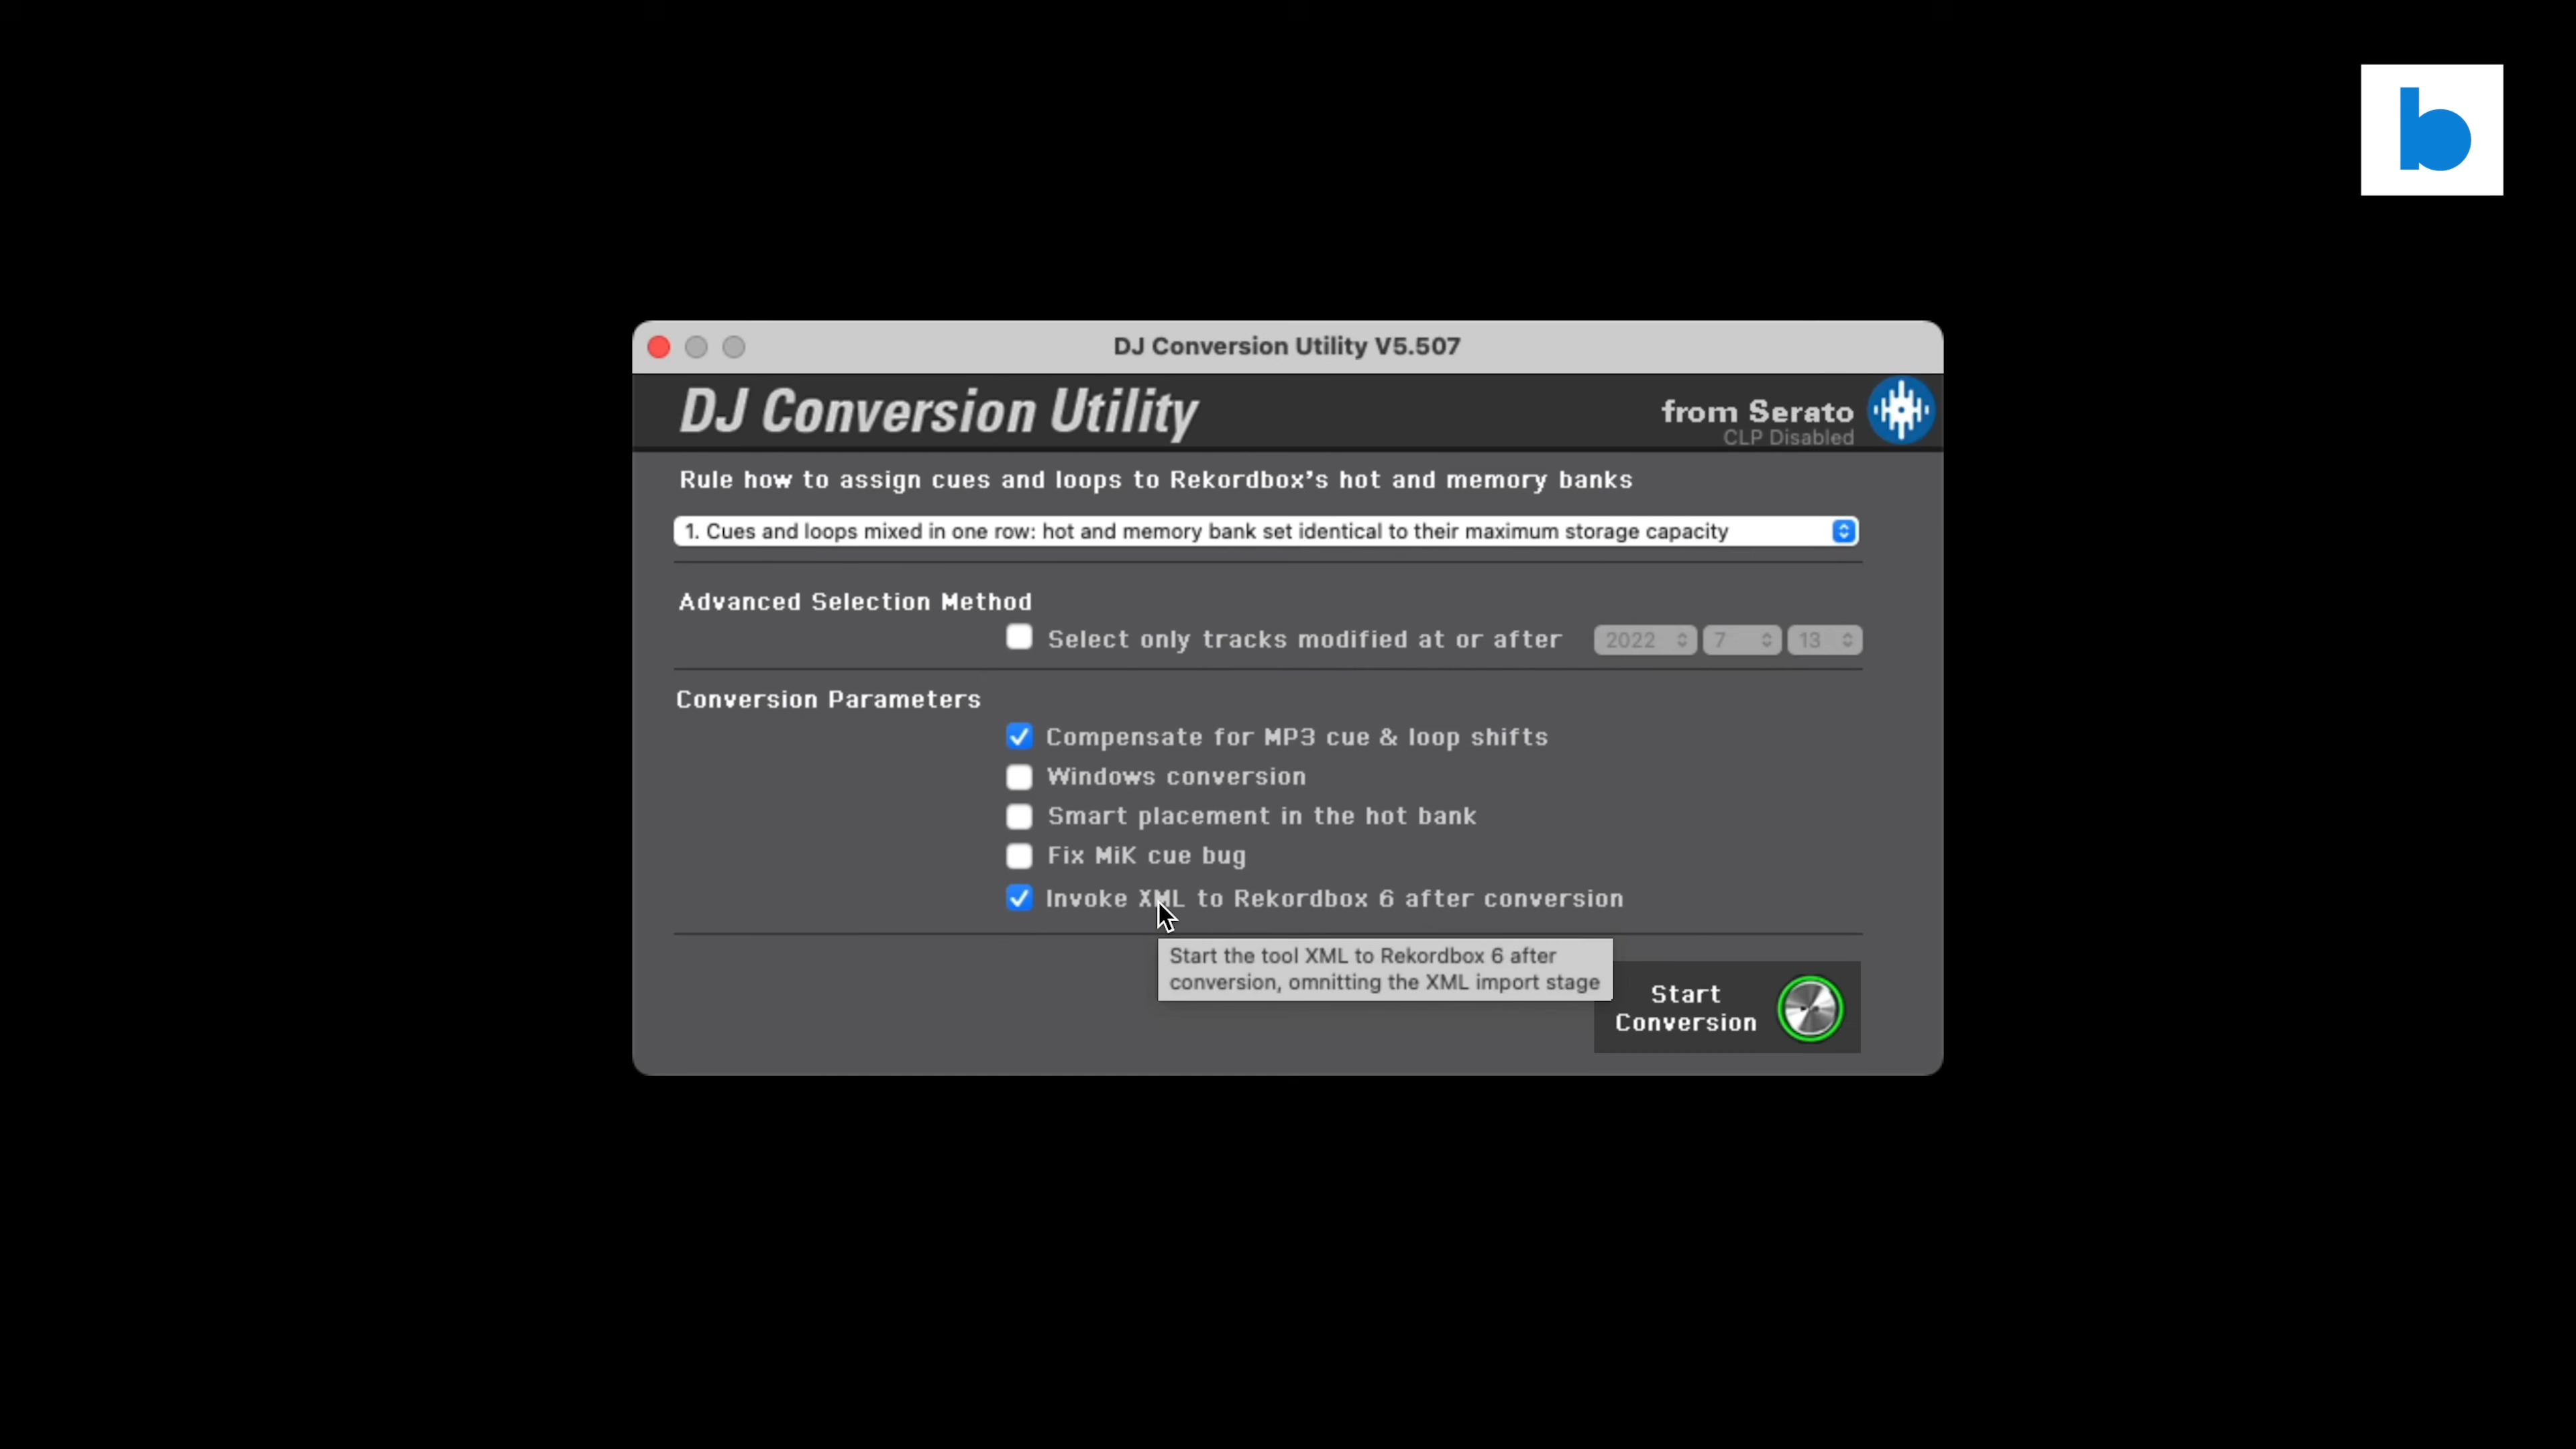 b
DJ Conversion Utility V5.507
DJ Conversion Utility
from Serato
CLP Disabled
Rule how to assign cues and loops to Rekordbox's hot and memory banks
1. Cues and loops mixed in one row: hot and memory bank set identical to their maximum storage capacity
Advanced Selection Method
Select only tracks modified at or after 2022 7 13
Conversion Parameters
Compensate for MP3 cue & loop shifts
Windows conversion
Smart placement in the hot bank
Fix MiK cue bug
Invoke XML to Rekordbox 6 after conversion
Start the tool XML to Rekordbox 6 after
conversion, omnitting the XML import stage
Start
Conversion